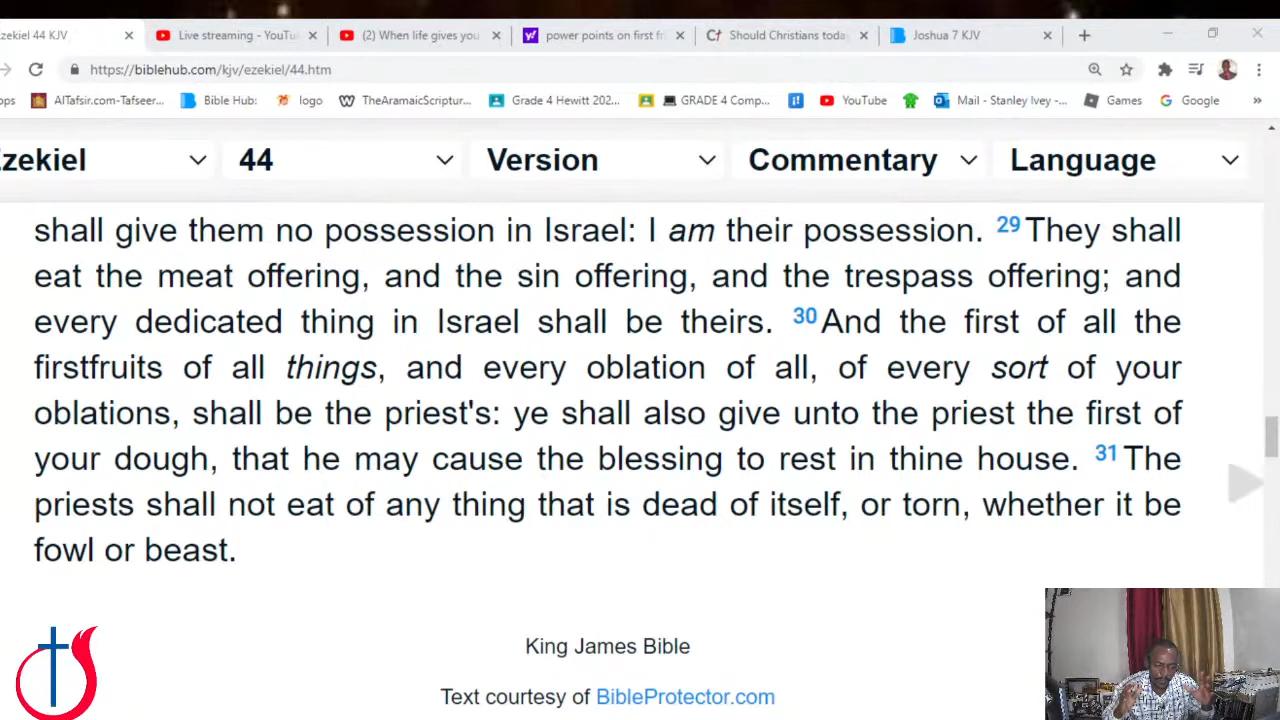 zekiel 44 KJV
Live streaming - YouTu
(2) When life gives you
power points on first fr
Should Christians toda
Joshua 7 KJV
https://biblehub.com/kjv/ezekiel/44.htm
ops AlTafsir.com-Tafseer... Bible Hub: logo TheAramaicScriptur... Grade 4 Hewitt 202... GRADE 4 Comp... YouTube Mail - Stanley Ivey -... Games Google »
zekiel 44 Version Commentary Language
shall give them no possession in Israel: I am their possession. 29 They shall
eat the meat offering, and the sin offering, and the trespass offering; and
every dedicated thing in Israel shall be theirs. 30 And the first of all the
firstfruits of all things, and every oblation of all, of every sort of your
oblations, shall be the priest's: ye shall also give unto the priest the first of
your dough, that he may cause the blessing to rest in thine house. 31 The
priests shall not eat of any thing that is dead of itself, or torn, whether it be
fowl or beast.
King James Bible
Text courtesy of BibleProtector.com